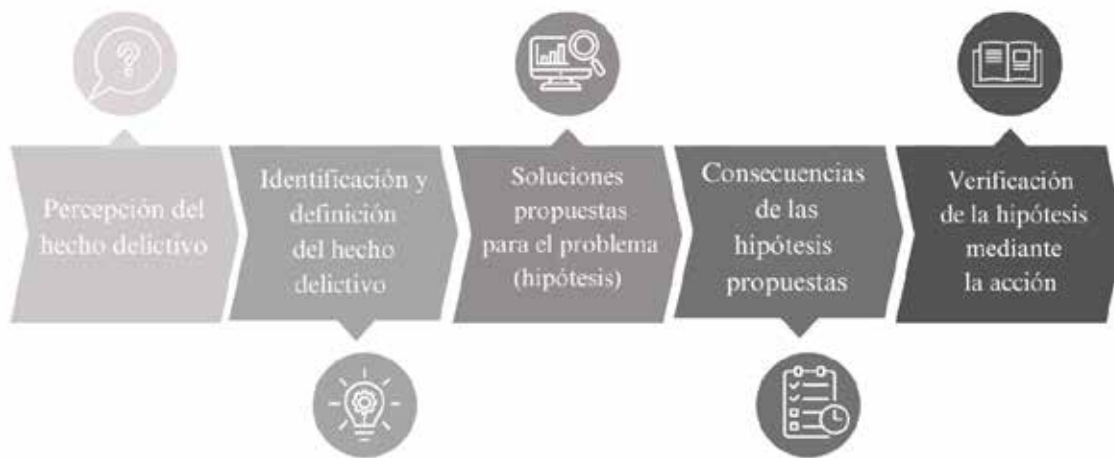 ?
Percepción del
hecho delictivo
Identificación y
definición
del hecho
delictivo
Soluciones
propuestas
para el problema
(hipótesis)
Consecuencias
de las
hipótesis
propuestas
Verificación
de la hipótesis
mediante
la acción